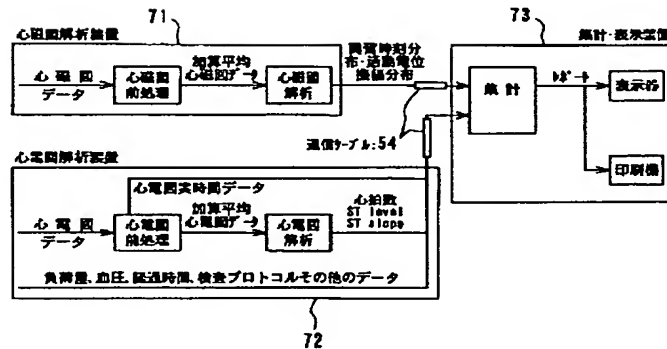 71
心磁図解析装置
心磁図
データ
心磁図
前処理
加算平均
心磁図データ
心磁図
解析
興奮時刻分
布・活動電位
振幅分布
通信ケーブル:54
73
集計・表示装置
集計
レポート
表示器
印刷機
心電図解析装置
心電図実時間データ
心電図
データ
心電図
前処理
加算平均
心電図データ
心電図
解析
心拍数
ST level
ST slope
負荷量、血圧、経過時間、検査プロトコルその他のデータ
72